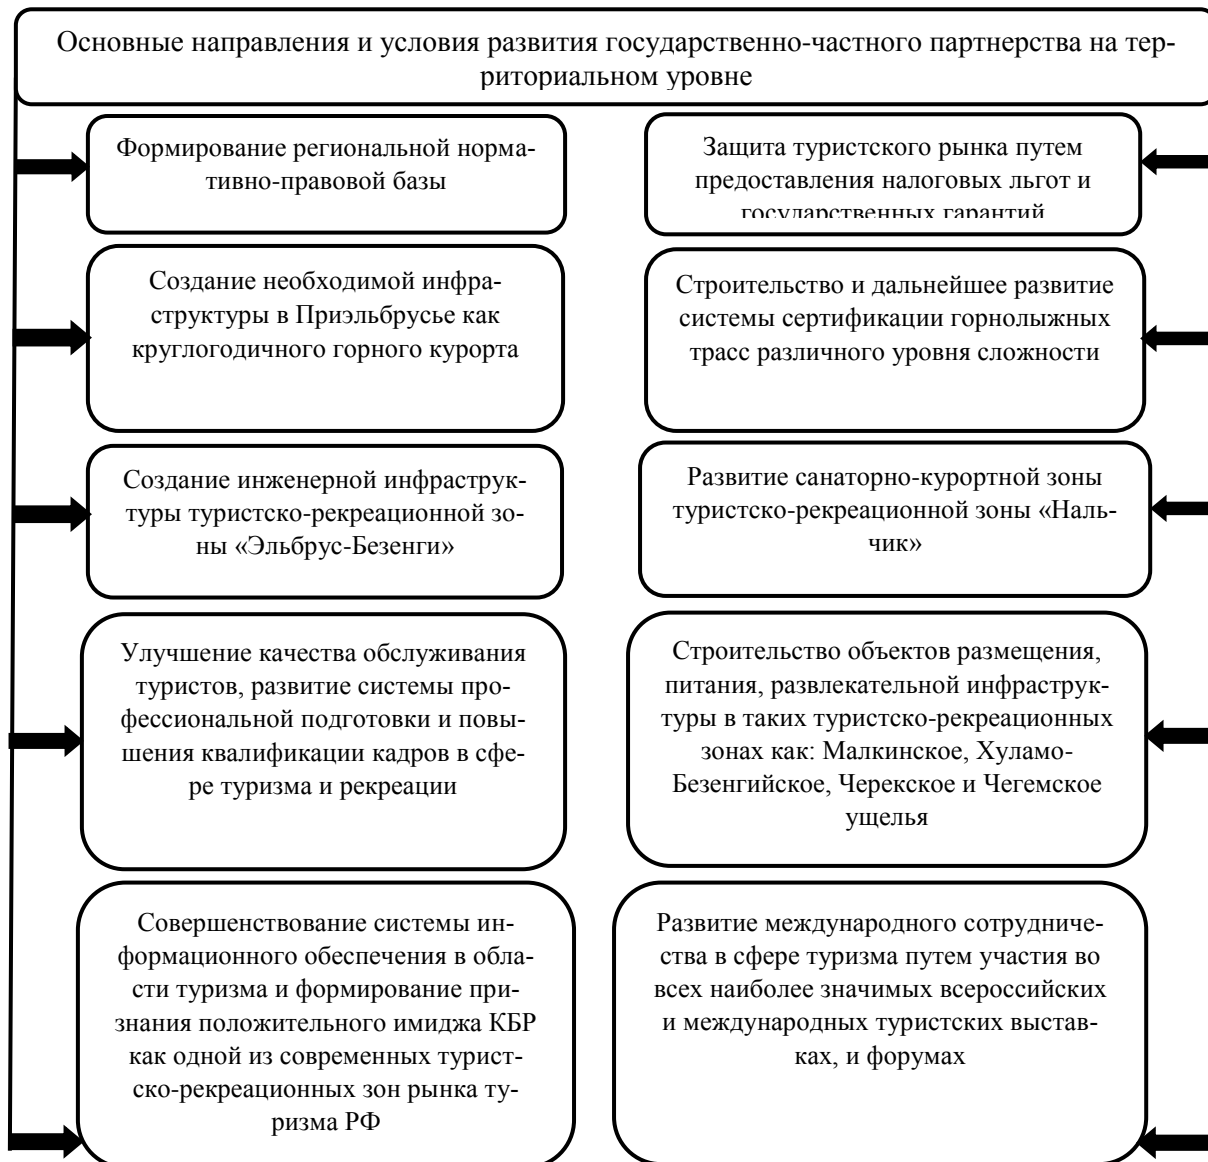 Основные направления и условия развития государственно-частного партнерства на тер-
риториальном уровне
Формирование региональной норма-
тивно-правовой базы
Защита туристского рынка путем
предоставления налоговых льгот и
государственных гарантий
Создание необходимой инфра-
структуры в Приэльбрусье как
круглогодичного горного курорта
Строительство и дальнейшее развитие
системы сертификации горнолыжных
трасс различного уровня сложности
Создание инженерной инфраструк-
туры туристско-рекреационной зо-
ны «Эльбрус-Безенги»
Развитие санаторно-курортной зоны
туристско-рекреационной зоны «Наль-
чик»
Улучшение качества обслуживания
туристов, развитие системы про-
фессиональной подготовки и повы-
шения квалификации кадров в сфе-
ре туризма и рекреации
Строительство объектов размещения,
питания, развлекательной инфраструк-
туры в таких туристско-рекреационных
зонах как: Малкинское, Хуламо-
Безенгийское, Черекское и Чегемское
ущелья
Совершенствование системы ин-
формационного обеспечения в обла-
сти туризма и формирование при-
знания положительного имиджа КБР
как одной из современных турист-
ско-рекреационных зон рынка ту-
ризма РФ
Развитие международного сотрудниче-
ства в сфере туризма путем участия во
всех наиболее значимых всероссийских
и международных туристских выстав-
ках, и форумах